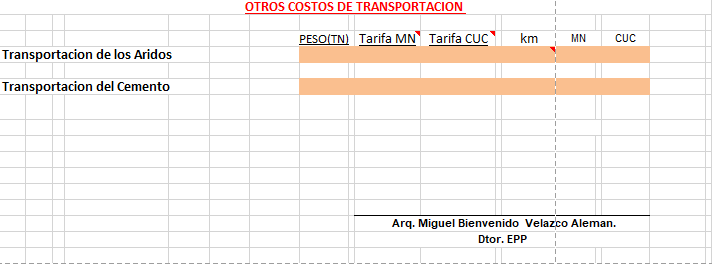 OTROS COSTOS DE TRANSPORTACION
PESO(TN) Tarifa MN Tarifa CUC km MN CUC
Transportacion de los Aridos
Transportacion del Cemento
Arq. Miguel Bienvenido Velazco Aleman.
Dtor. EPP